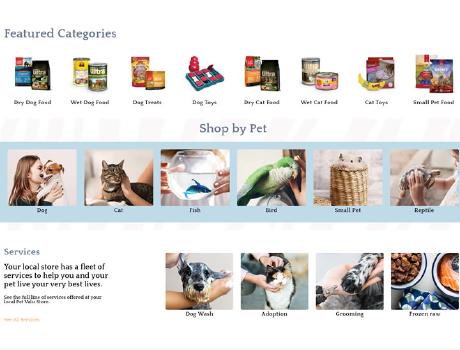 Featured Categories
Dry Dog Food
Wet Dog Food
Dog Treats
Dog Toys
Dry Cat Food
Wet Cat Food
Cat Toys
Small Pet Food
Shop by Pet
Dog
Cat
Fish
Bird
Small Pet
Reptile
Services
Your local store has a fleet of
services to help you and your
pet live your very best lives.
See the full line of services offered at your
local Pet Valu Store.
See All Services
Dog Wash
Adoption
Grooming
Frozen raw